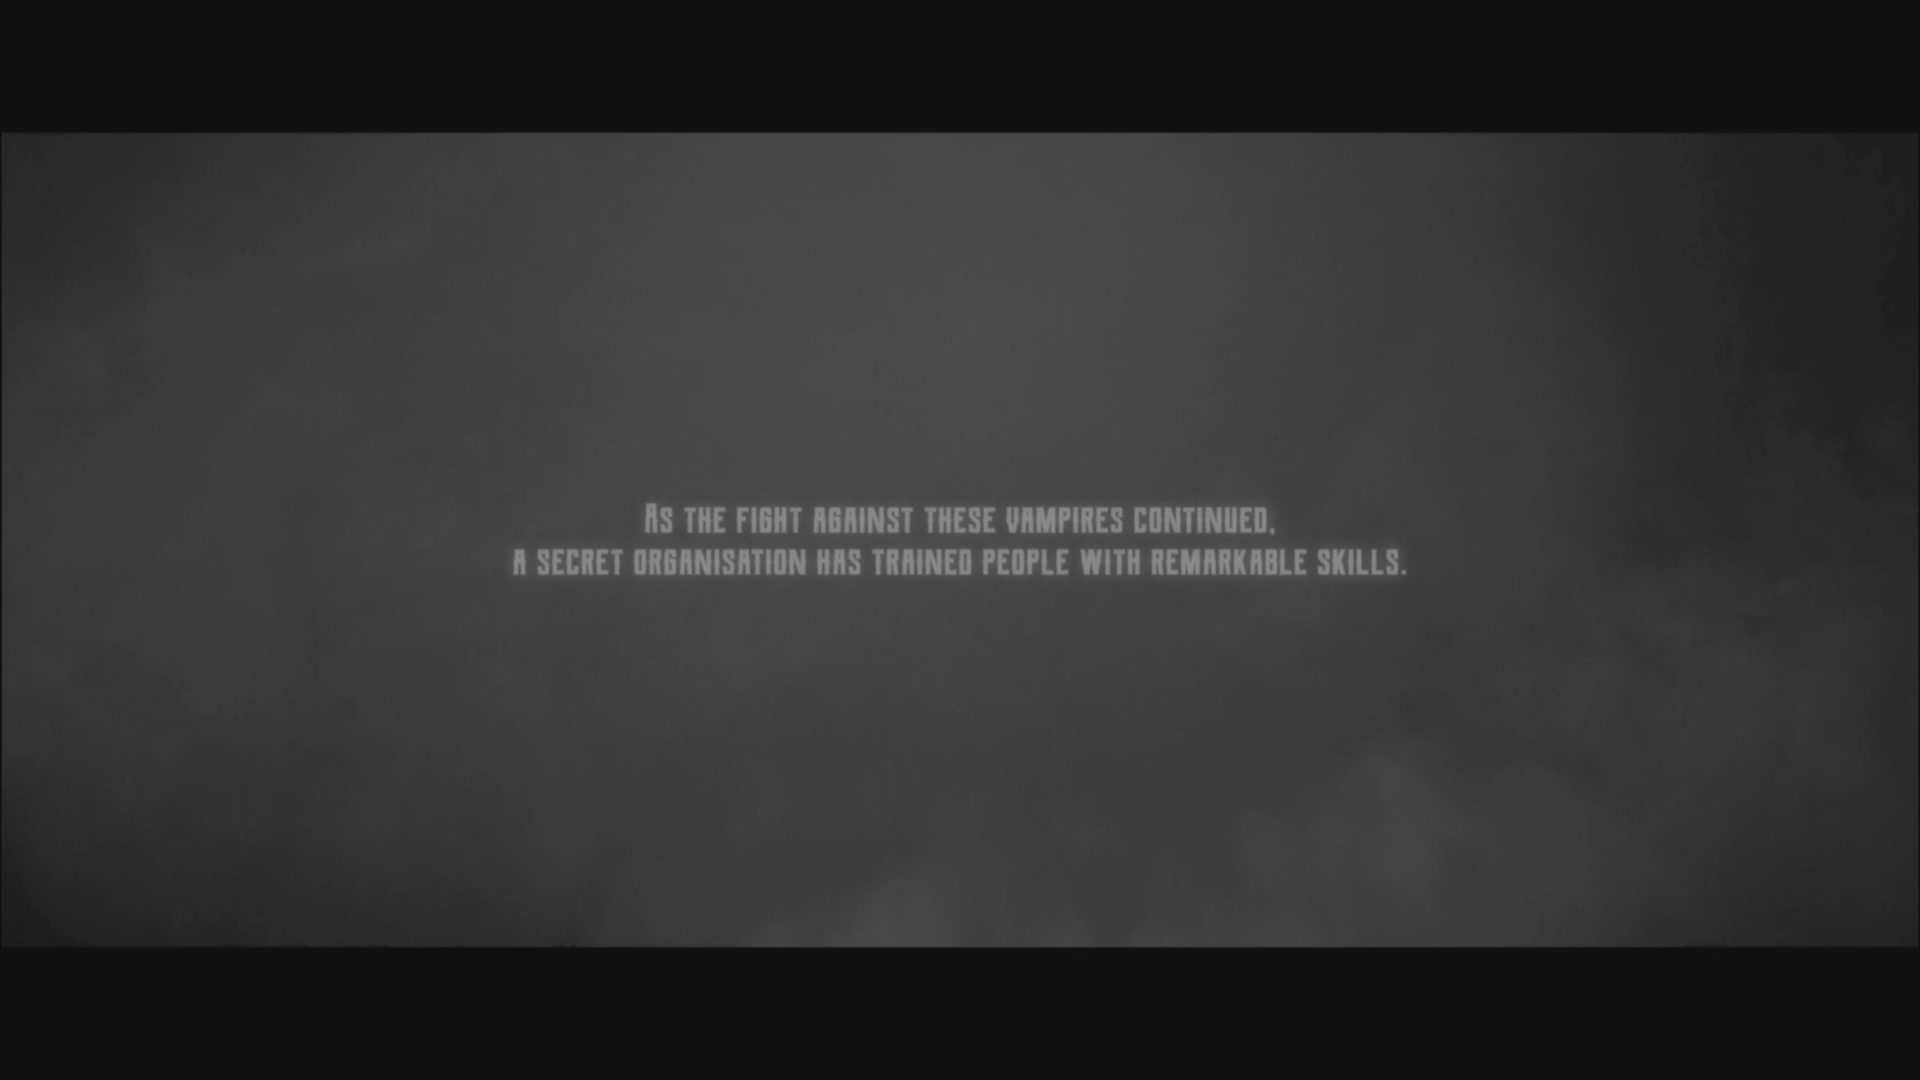 As the fight against these vampires continued,
a secret organisation has trained people with remarkable skills.